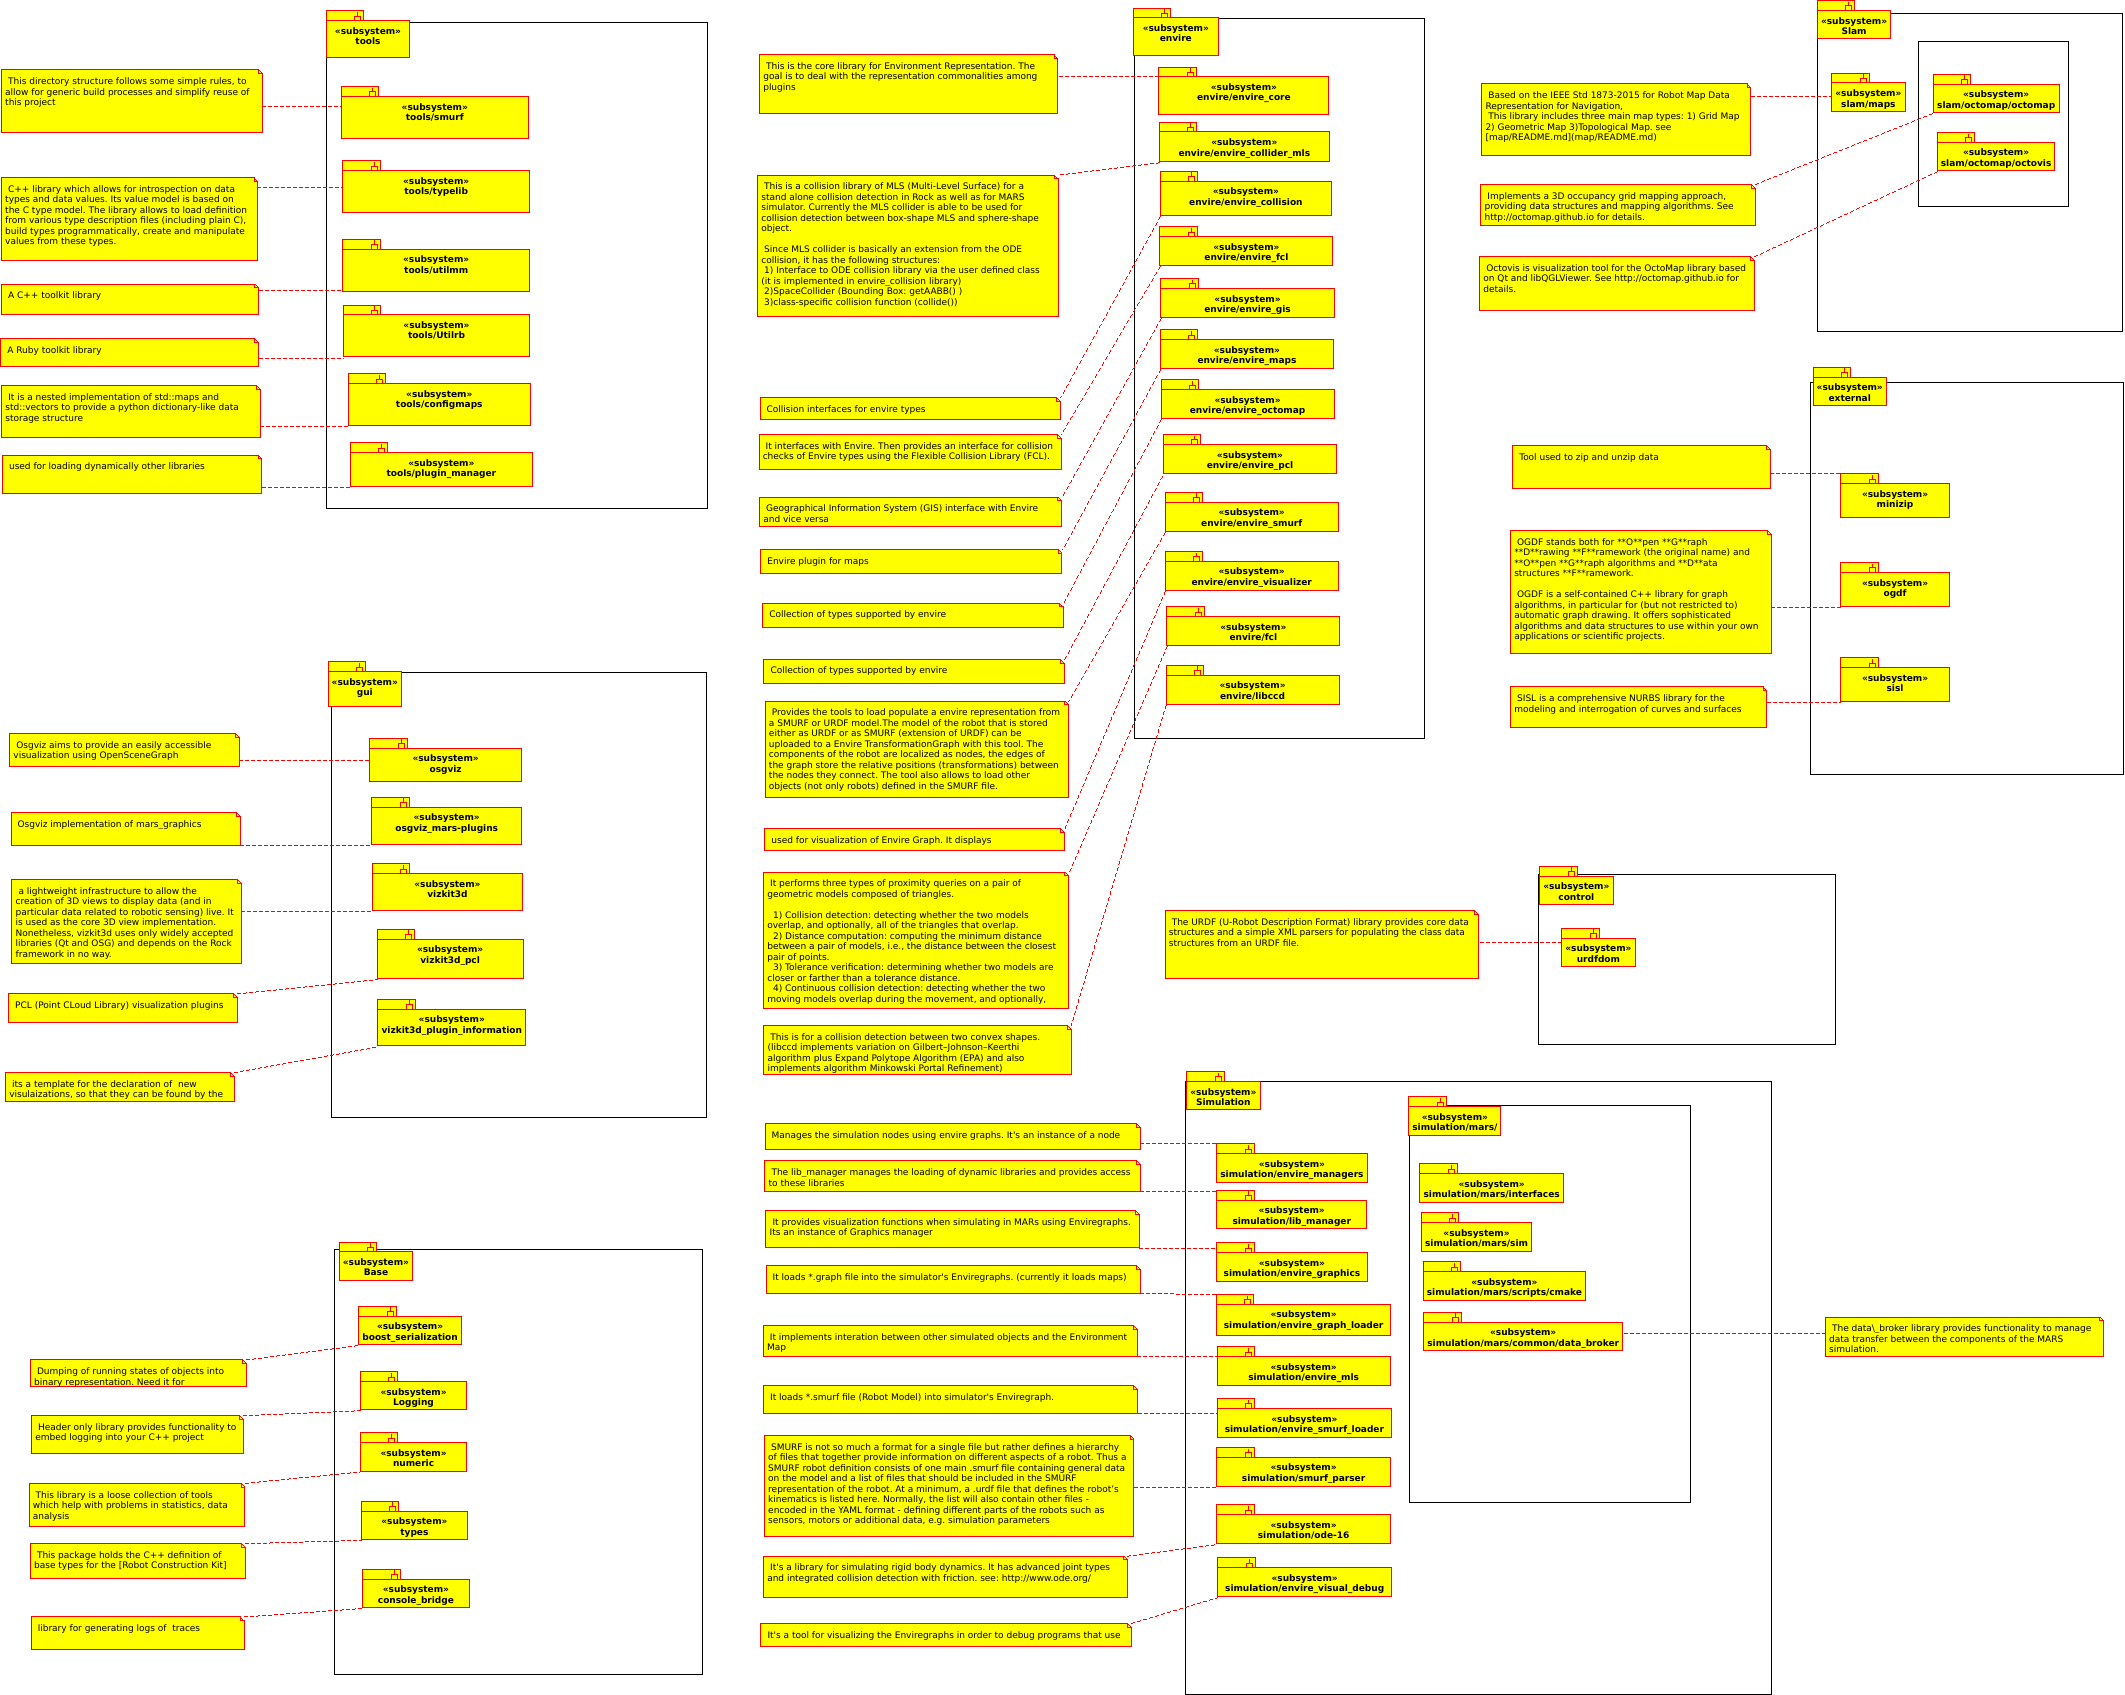 «subsystem»
tools
This directory structure follows some simple rules, to
allow for generic build processes and simplify reuse of
this project
«subsystem»
tools/smurf
C++ library which allows for introspection on data
types and data values. Its value model is based on
the C type model. The library allows to load definition
from various type description files (including plain C),
build types programmatically, create and manipulate
values from these types.
«subsystem»
tools/typelib
A C++ toolkit library
«subsystem»
tools/utilmm
A Ruby toolkit library
«subsystem»
tools/Utilrb
It is a nested implementation of std::maps and
std::vectors to provide a python dictionary-like data
storage structure
«subsystem»
tools/configmaps
used for loading dynamically other libraries
«subsystem»
tools/plugin_manager
«subsystem»
gui
Osgviz aims to provide an easily accessible
visualization using OpenSceneGraph
«subsystem»
osgviz
Osgviz implementation of mars_graphics
«subsystem»
osgviz_mars-plugins
a lightweight infrastructure to allow the
creation of 3D views to display data (and in
particular data related to robotic sensing) live. It
is used as the core 3D view implementation.
Nonetheless, vizkit3d uses only widely accepted
libraries (Qt and OSG) and depends on the Rock
framework in no way.
«subsystem»
vizkit3d
PCL (Point CLoud Library) visualization plugins
«subsystem»
vizkit3d_pcl
its a template for the declaration of  new
visulaizations, so that they can be found by the
«subsystem»
vizkit3d_plugin_information
«subsystem»
Base
Dumping of running states of objects into
binary representation. Need it for
«subsystem»
boost_serialization
Header only library provides functionality to
embed logging into your C++ project
«subsystem»
Logging
This library is a loose collection of tools
which help with problems in statistics, data
analysis
«subsystem»
numeric
This package holds the C++ definition of
base types for the [Robot Construction Kit]
«subsystem»
types
library for generating logs of  traces
«subsystem»
console_bridge
«subsystem»
envire
This is the core library for Environment Representation. The
goal is to deal with the representation commonalities among
plugins
«subsystem»
envire/envire_core
«subsystem»
envire/envire_collider_mls
This is a collision library of MLS (Multi-Level Surface) for a
stand alone collision detection in Rock as well as for MARS
simulator. Currently the MLS collider is able to be used for
collision detection between box-shape MLS and sphere-shape
object.
Since MLS collider is basically an extension from the ODE
collision, it has the following structures:
1) Interface to ODE collision library via the user defined class
(it is implemented in envire_collision library)
2)SpaceCollider (Bounding Box: getAABB() )
3)class-specific collision function (collide())
«subsystem»
envire/envire_collision
«subsystem»
envire/envire_fcl
«subsystem»
envire/envire_gis
«subsystem»
envire/envire_maps
«subsystem»
envire/envire_octomap
«subsystem»
envire/envire_pcl
«subsystem»
envire/envire_smurf
«subsystem»
envire/envire_visualizer
«subsystem»
envire/fcl
«subsystem»
envire/libccd
Collision interfaces for envire types
It interfaces with Envire. Then provides an interface for collision
checks of Envire types using the Flexible Collision Library (FCL).
Geographical Information System (GIS) interface with Envire
and vice versa
Envire plugin for maps
Collection of types supported by envire
Collection of types supported by envire
Provides the tools to load populate a envire representation from
a SMURF or URDF model.The model of the robot that is stored
either as URDF or as SMURF (extension of URDF) can be
uploaded to a Envire TransformationGraph with this tool. The
components of the robot are localized as nodes, the edges of
the graph store the relative positions (transformations) between
the nodes they connect. The tool also allows to load other
objects (not only robots) defined in the SMURF file.
used for visualization of Envire Graph. It displays
It performs three types of proximity queries on a pair of
geometric models composed of triangles.
1) Collision detection: detecting whether the two models
overlap, and optionally, all of the triangles that overlap.
2) Distance computation: computing the minimum distance
between a pair of models, i.e., the distance between the closest
pair of points.
3) Tolerance verification: determining whether two models are
closer or farther than a tolerance distance.
4) Continuous collision detection: detecting whether the two
moving models overlap during the movement, and optionally,
This is for a collision detection between two convex shapes.
(libccd implements variation on Gilbert–Johnson–Keerthi
algorithm plus Expand Polytope Algorithm (EPA) and also
implements algorithm Minkowski Portal Refinement)
«subsystem»
Slam
Based on the IEEE Std 1873-2015 for Robot Map Data
Representation for Navigation,
This library includes three main map types: 1) Grid Map
2) Geometric Map 3)Topological Map. see
[map/README.md](map/README.md)
«subsystem»
slam/maps
«subsystem»
slam/octomap/octomap
«subsystem»
slam/octomap/octovis
Implements a 3D occupancy grid mapping approach,
providing data structures and mapping algorithms. See
http://octomap.github.io for details.
Octovis is visualization tool for the OctoMap library based
on Qt and libQGLViewer. See http://octomap.github.io for
details.
«subsystem»
external
Tool used to zip and unzip data
«subsystem»
minizip
OGDF stands both for **O**pen **G**raph
**D**rawing **F**ramework (the original name) and
**O**pen **G**raph algorithms and **D**ata
structures **F**ramework.
OGDF is a self-contained C++ library for graph
algorithms, in particular for (but not restricted to)
automatic graph drawing. It offers sophisticated
algorithms and data structures to use within your own
applications or scientific projects.
«subsystem»
ogdf
SISL is a comprehensive NURBS library for the
modeling and interrogation of curves and surfaces
«subsystem»
sisl
«subsystem»
control
The URDF (U-Robot Description Format) library provides core data
structures and a simple XML parsers for populating the class data
structures from an URDF file.
«subsystem»
urdfdom
«subsystem»
Simulation
Manages the simulation nodes using envire graphs. It's an instance of a node
«subsystem»
simulation/envire_managers
The lib_manager manages the loading of dynamic libraries and provides access
to these libraries
«subsystem»
simulation/lib_manager
It provides visualization functions when simulating in MARs using Enviregraphs.
Its an instance of Graphics manager
«subsystem»
simulation/envire_graphics
It loads *.graph file into the simulator's Enviregraphs. (currently it loads maps)
«subsystem»
simulation/envire_graph_loader
It implements interation between other simulated objects and the Environment
Map
«subsystem»
simulation/envire_mls
It loads *.smurf file (Robot Model) into simulator's Enviregraph.
«subsystem»
simulation/envire_smurf_loader
SMURF is not so much a format for a single file but rather defines a hierarchy
of files that together provide information on different aspects of a robot. Thus a
SMURF robot definition consists of one main .smurf file containing general data
on the model and a list of files that should be included in the SMURF
representation of the robot. At a minimum, a .urdf file that defines the robot’s
kinematics is listed here. Normally, the list will also contain other files -
encoded in the YAML format - defining different parts of the robots such as
sensors, motors or additional data, e.g. simulation parameters
«subsystem»
simulation/smurf_parser
«subsystem»
simulation/ode-16
It's a library for simulating rigid body dynamics. It has advanced joint types
and integrated collision detection with friction. see: http://www.ode.org/
«subsystem»
simulation/envire_visual_debug
It's a tool for visualizing the Enviregraphs in order to debug programs that use
«subsystem»
simulation/mars/
«subsystem»
simulation/mars/interfaces
«subsystem»
simulation/mars/sim
«subsystem»
simulation/mars/scripts/cmake
«subsystem»
simulation/mars/common/data_broker
The data\_broker library provides functionality to manage
data transfer between the components of the MARS
simulation.